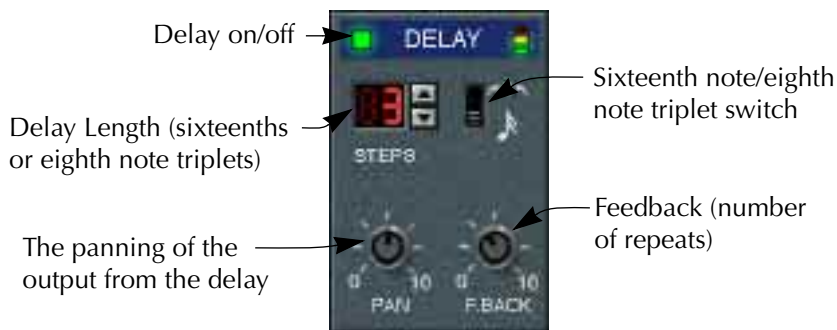 Delay on/off
DELAY
Sixteenth note/eighth
note triplet switch
Delay Length (sixteenths
or eighth note triplets)
3
STEPS
Feedback (number
of repeats)
The panning of the
output from the delay
0 10
PAN
0 10
F.BACK